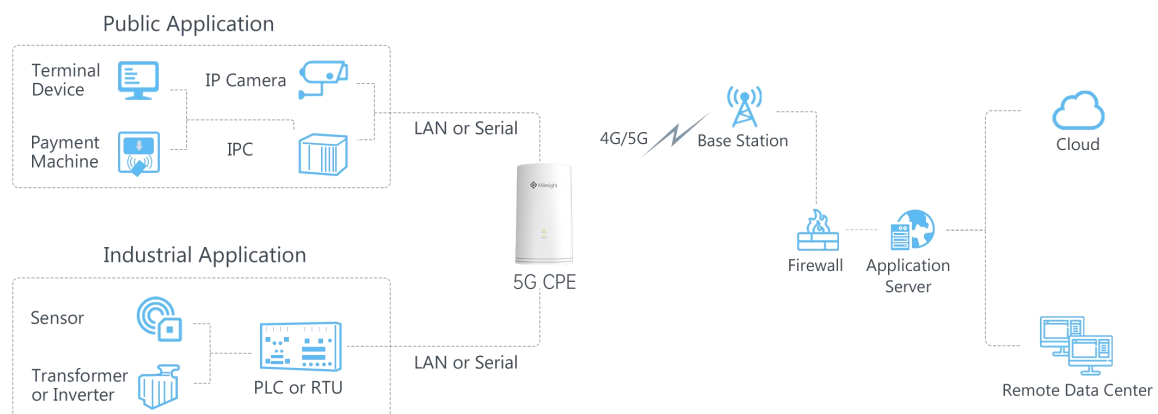 Public Application
Terminal
Device
IP Camera
Payment
Machine
IPC
LAN or Serial
Milesight
5G CPE
Industrial Application
Sensor
Transformer
or Inverter
PLC or RTU
LAN or Serial
4G/5G
Base Station
Firewall
Application
Server
Cloud
Remote Data Center